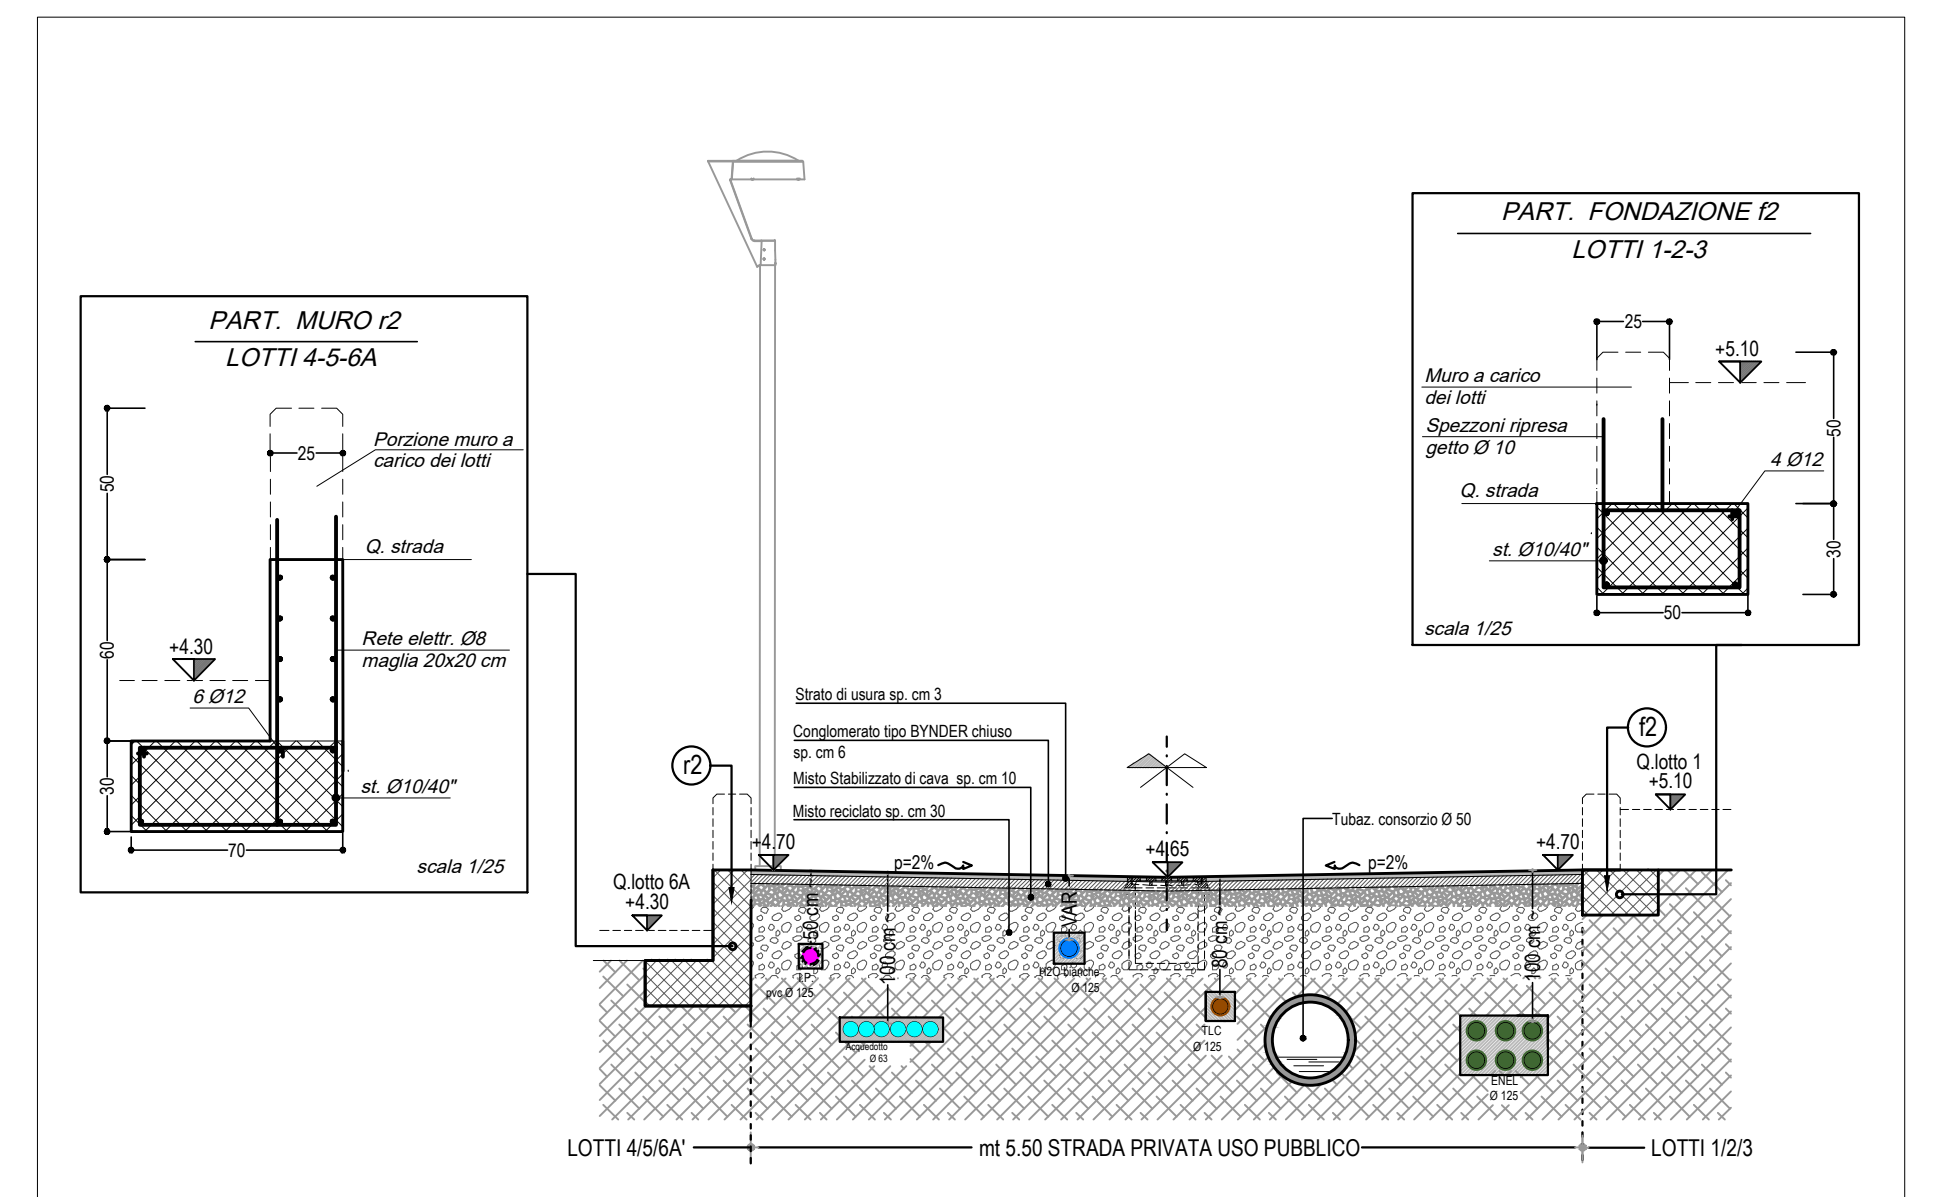 PART. MURO r2
LOTTI 4-5-6A
25
Porzione muro a
carico dei lotti
50
Q. strada
60
+4.30
Rete elettr. Ø8
maglia 20x20 cm
6 Ø12
30
st. Ø10/40"
70
scala 1/25
PART. FONDAZIONE f2
LOTTI 1-2-3
25
+5.10
Muro a carico
dei lotti
Spezzoni ripresa
getto Ø 10
50
4 Ø12
Q. strada
st. Ø10/40"
30
50
scala 1/25
Strato di usura sp. cm 3
Conglomerato tipo BYNDER chiuso
sp. cm 6
Misto Stabilizzato di cava sp. cm 10
Misto reciclato sp. cm 30
r2
f2
Q.lotto 1
+5.10
Tubaz. consorzio Ø 50
+4.70
p=2%
+4.65
p=2%
+4.70
Q.lotto 6A
+4.30
50 cm
100 cm
VAR
80 cm
100 cm
I.P.
pvc Ø 125
H2O bianche
Ø 125
Acquedotto
Ø 63
TLC
Ø 125
ENEL
Ø 125
LOTTI 4/5/6A'
mt 5.50 STRADA PRIVATA USO PUBBLICO
LOTTI 1/2/3